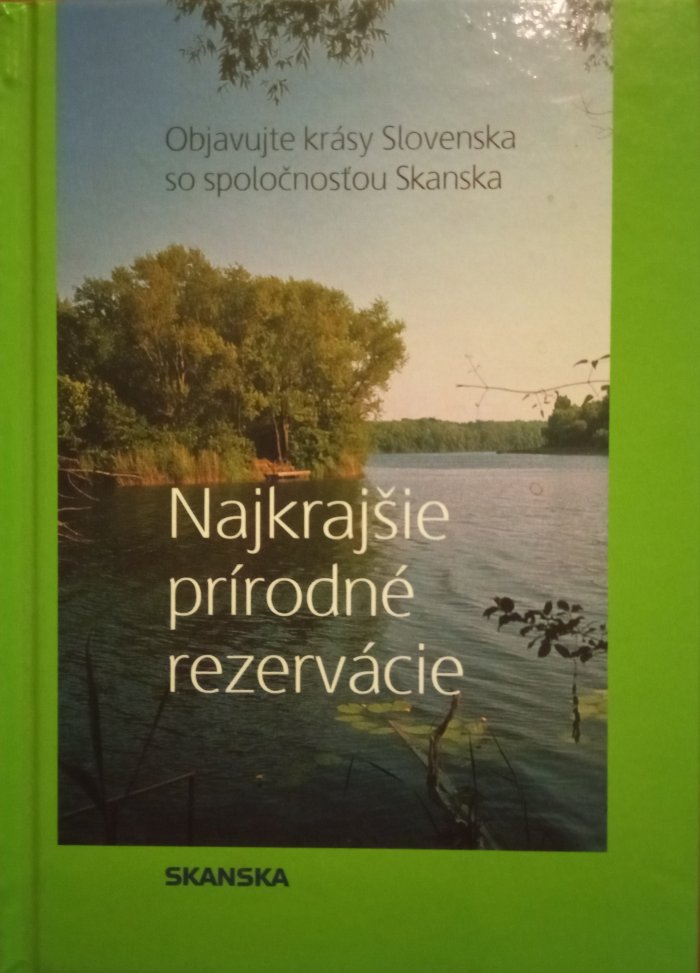 Objavujte krásy Slovenska
so spoločnosťou Skanska
Najkrajšie
prírodné
rezervácie
SKANSKA